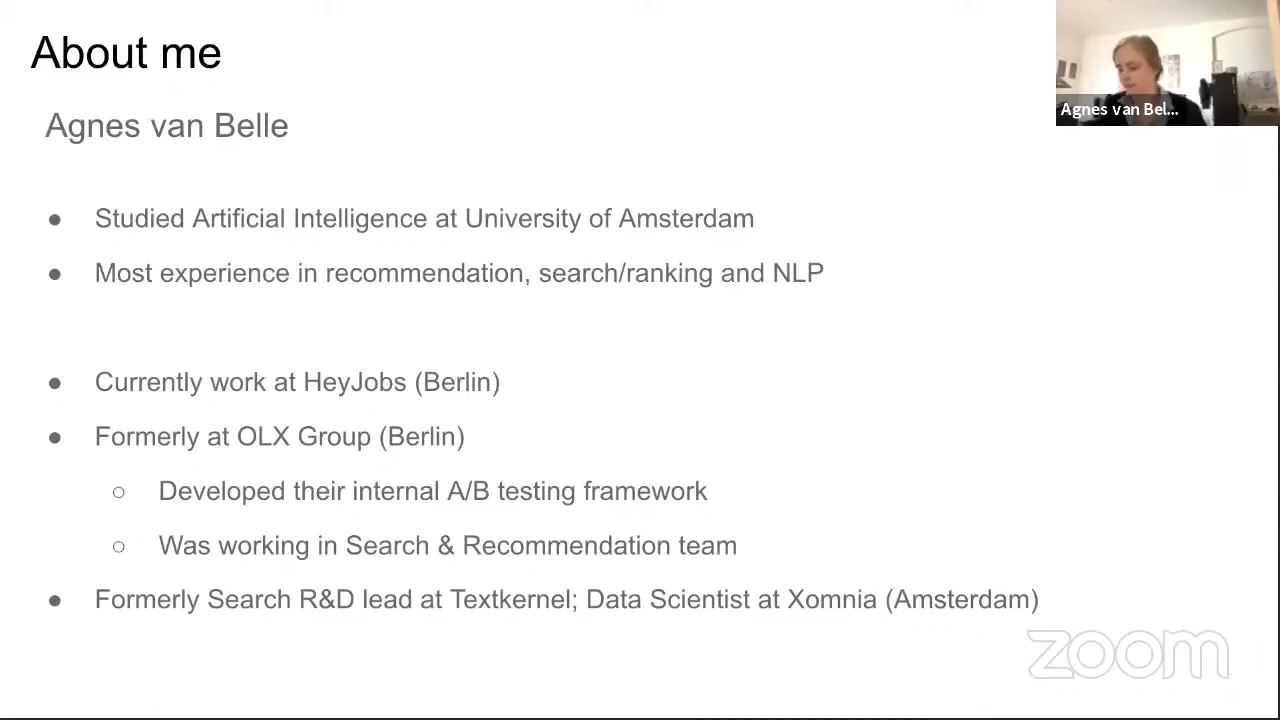 About me
Agnes van Belle
Agnes van Bel...
● Studied Artificial Intelligence at University of Amsterdam
● Most experience in recommendation, search/ranking and NLP
● Currently work at HeyJobs (Berlin)
● Formerly at OLX Group (Berlin)
○ Developed their internal A/B testing framework
○ Was working in Search & Recommendation team
● Formerly Search R&D lead at Textkernel; Data Scientist at Xomnia (Amsterdam)
zoom